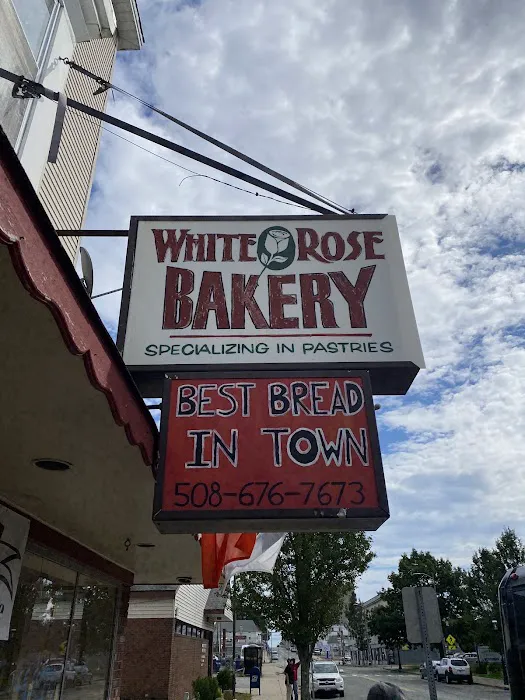 WHITE ROSE
BAKERY
SPECIALIZING IN PASTRIES
BEST BREAD
IN TOWN
508-676-7673